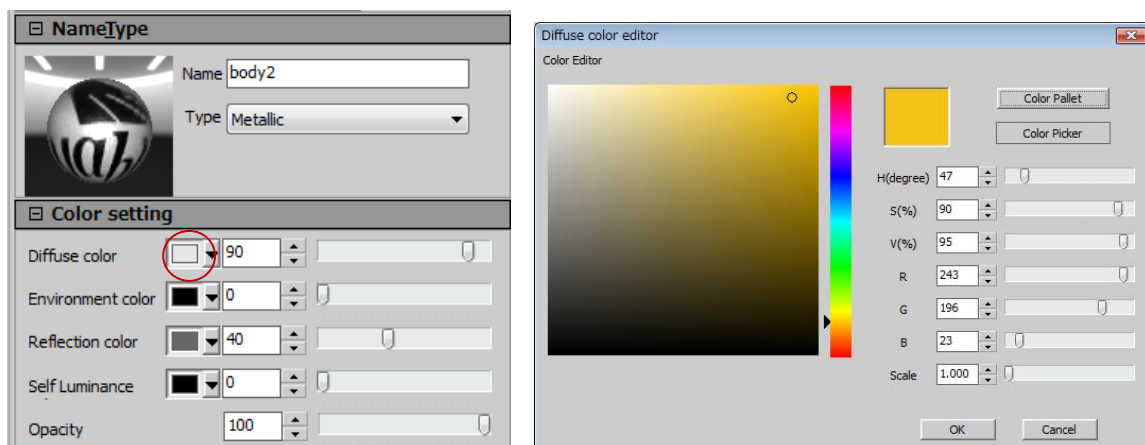 NameType
Name body2
Type Metallic
Color setting
Diffuse color 90
Environment color 0
Reflection color 40
Self Luminance 0
Opacity 100
Diffuse color editor
Color Editor
Color Pallet
Color Picker
H(degree) 47
S(%) 90
V(%) 95
R 243
G 196
B 23
Scale 1.000
OK Cancel